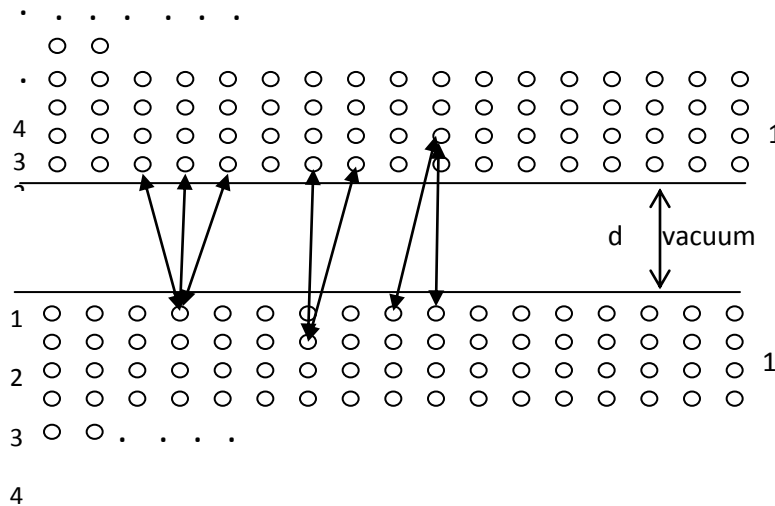 . . . . . . .
.
4
1
3
d vacuum
1
1
2
3 . . . .
4